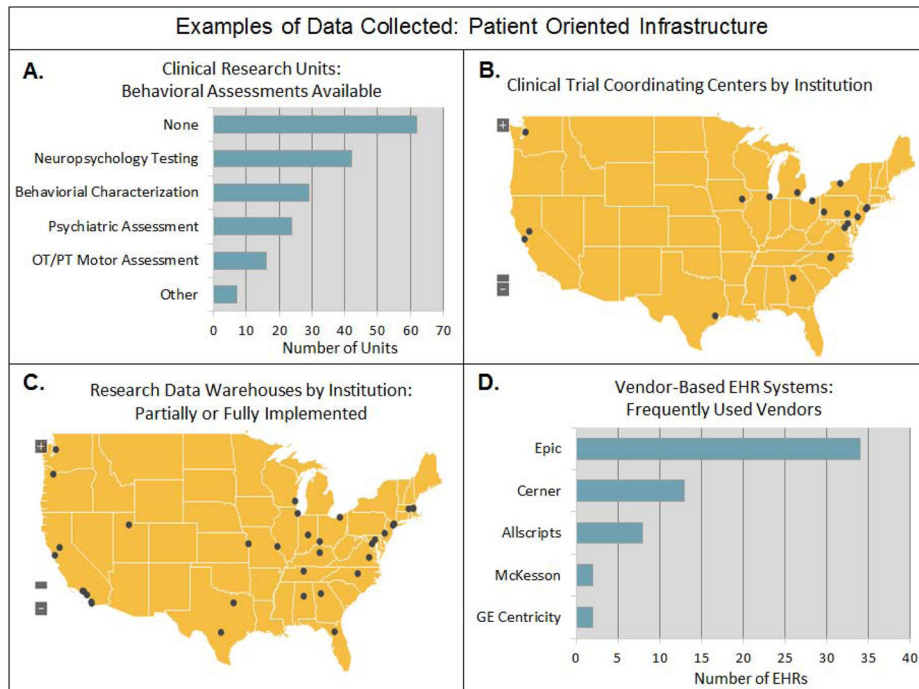 Examples of Data Collected: Patient Oriented Infrastructure
A.
Clinical Research Units:
Behavioral Assessments Available
None
Neuropsychology Testing
Behaviorial Characterization
Psychiatric Assessment
OT/PT Motor Assessment
Other
0 10 20 30 40 50 60 70
Number of Units
B.
Clinical Trial Coordinating Centers by Institution
+
−
C.
Research Data Warehouses by Institution:
Partially or Fully Implemented
+
−
D.
Vendor-Based EHR Systems:
Frequently Used Vendors
Epic
Cerner
Allscripts
McKesson
GE Centricity
0 5 10 15 20 25 30 35 40
Number of EHRs